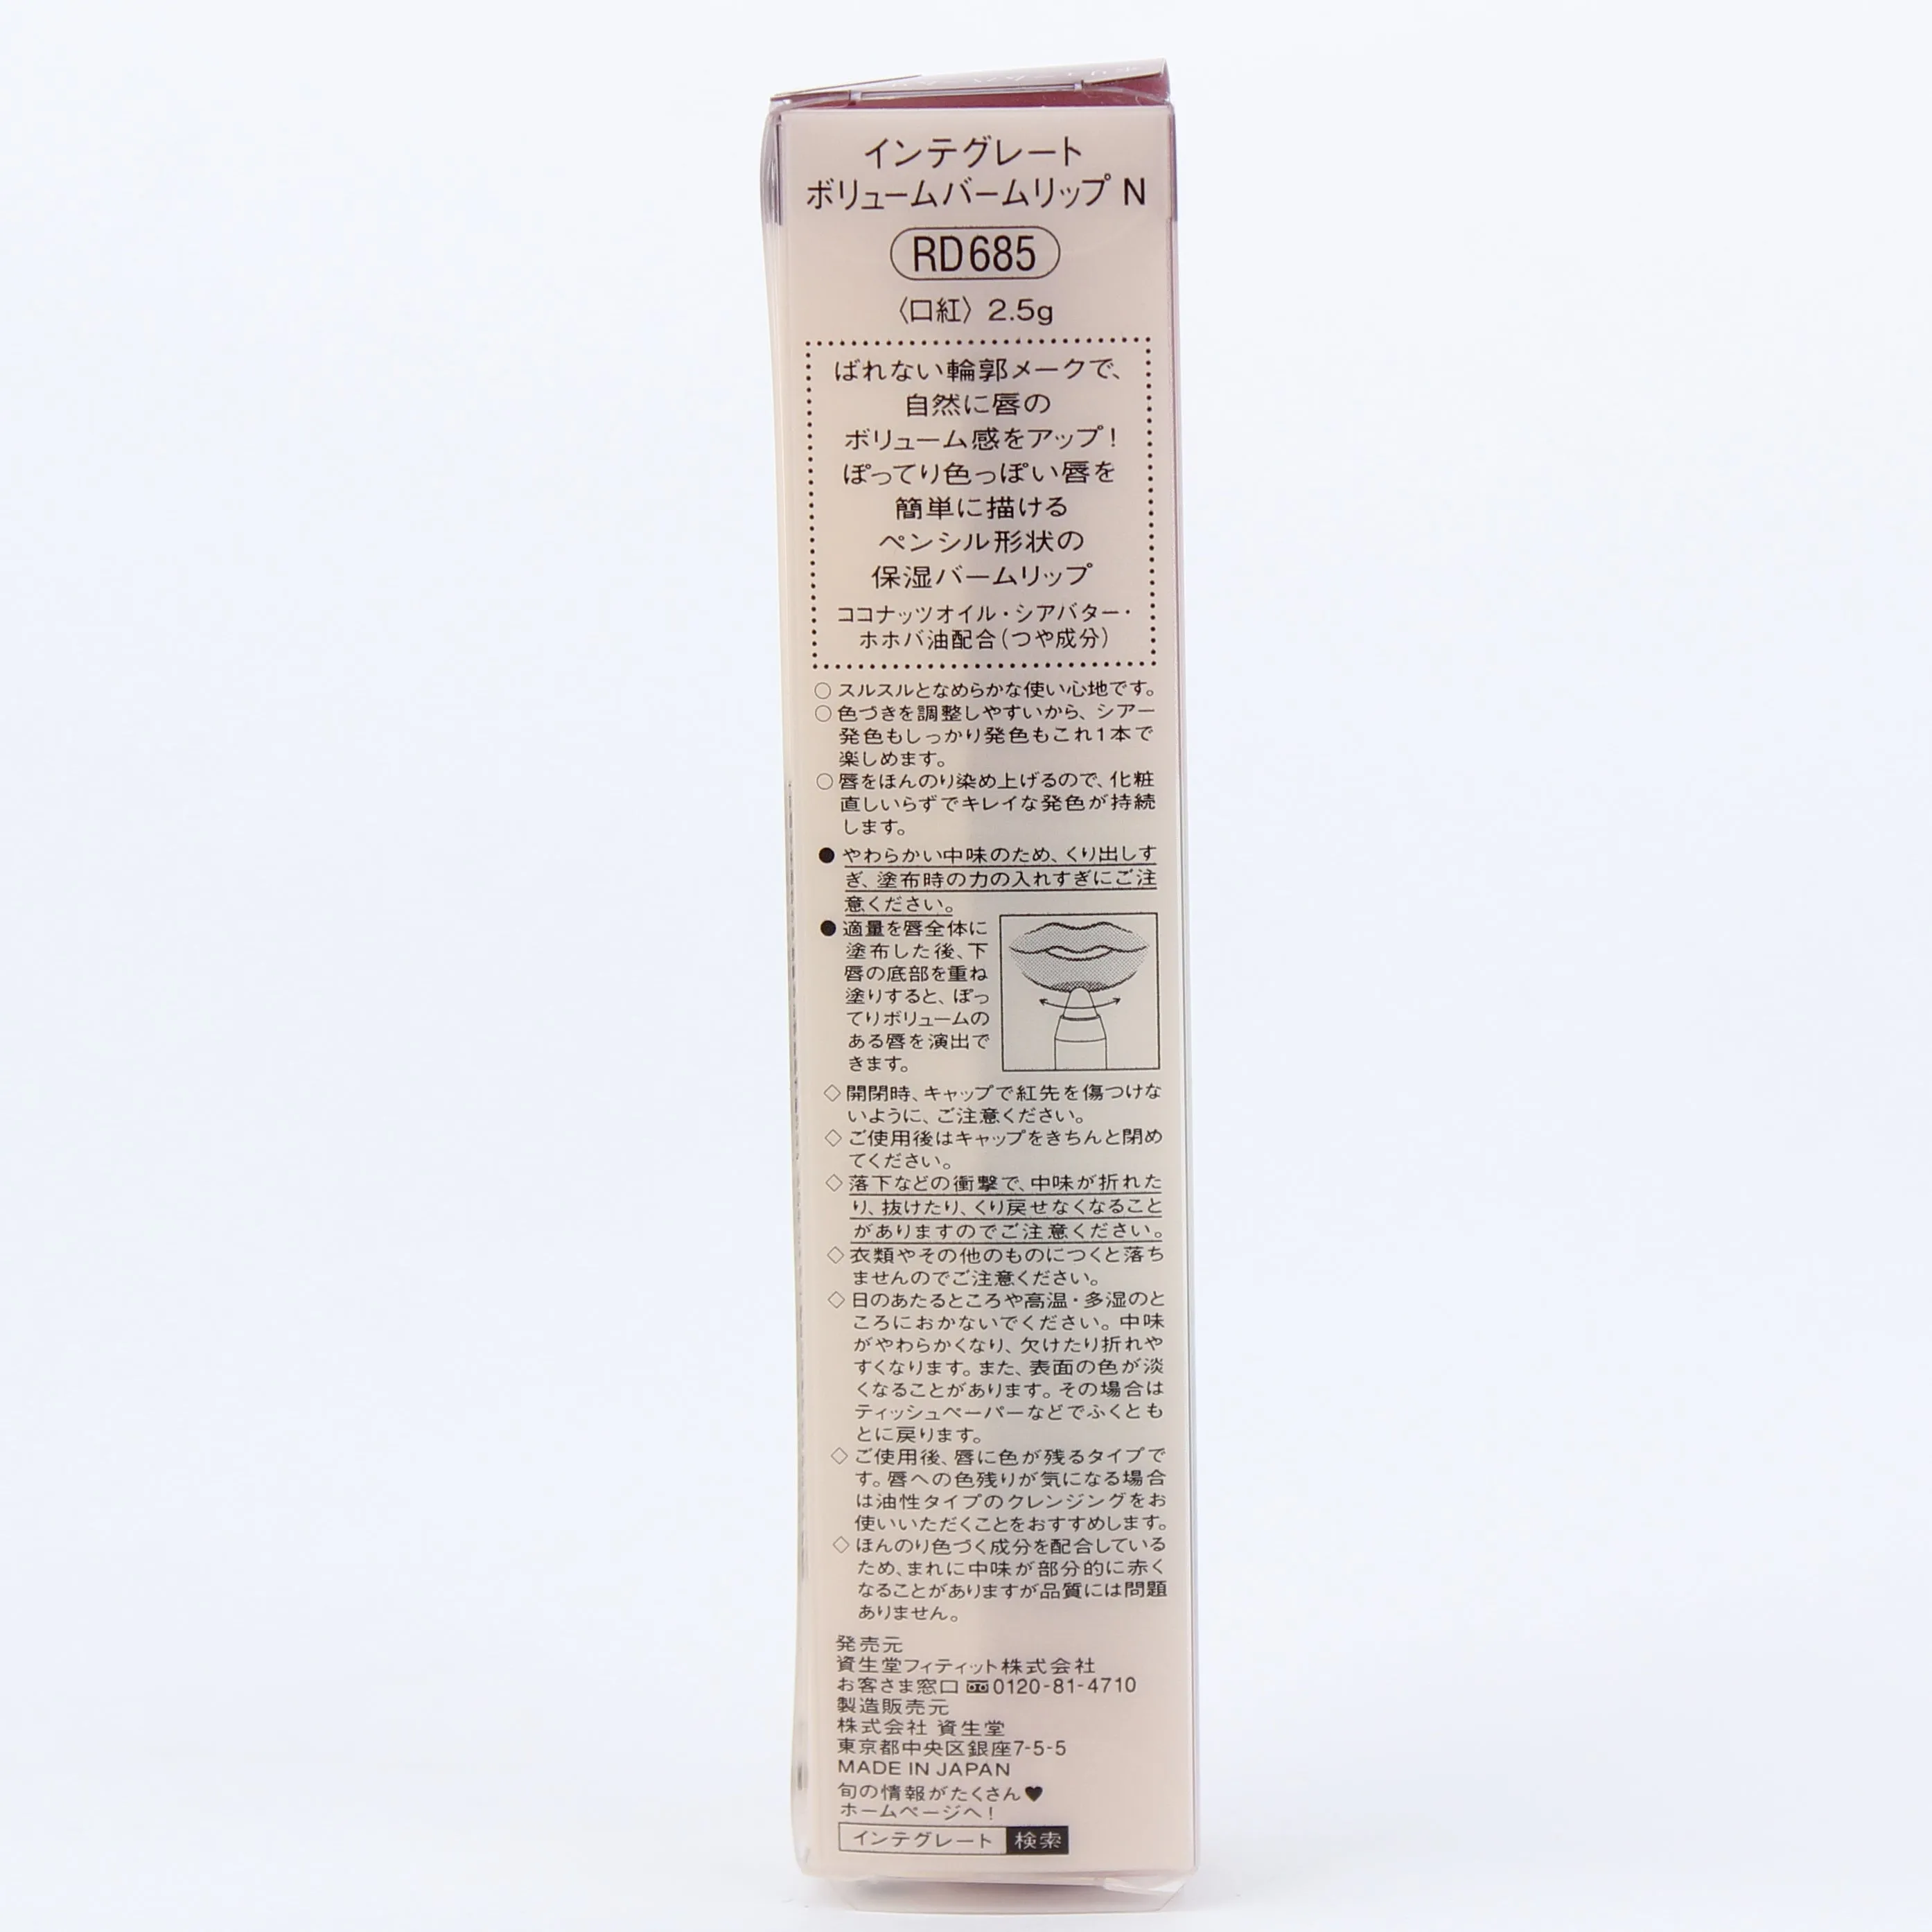 インテグレート
ボリュームバームリップ N
RD685
〈口紅〉2.5g
ばれない輪郭メークで、
自然に唇の
ボリューム感をアップ！
ぽってり色っぽい唇を
簡単に描ける
ペンシル形状の
保湿バームリップ
ココナッツオイル・シアバター・
ホホバ油配合(つや成分)
○スルスルとなめらかな使い心地です。
○色づきを調整しやすいから、シアー
発色もしっかり発色もこれ1本で
楽しめます。
○唇をほんのり染め上げるので、化粧
直しいらずでキレイな発色が持続
します。
●やわらかい中味のため、くり出しす
ぎ、塗布時の力の入れすぎにご注
意ください。
●適量を唇全体に
塗布した後、下
唇の底部を重ね
塗りすると、ぽっ
てりボリュームの
ある唇を演出で
きます。
◇開閉時、キャップで紅先を傷つけな
いように、ご注意ください。
◇ご使用後はキャップをきちんと閉め
てください。
◇落下などの衝撃で、中味が折れた
り、抜けたり、くり戻せなくなること
がありますのでご注意ください。
◇衣類やその他のものにつくと落ち
ませんのでご注意ください。
◇日のあたるところや高温・多湿のと
ころにおかないでください。中味
がやわらかくなり、欠けたり折れや
すくなります。また、表面の色が淡
くなることがあります。その場合は
ティッシュペーパーなどでふくとも
とに戻ります。
◇ご使用後、唇に色が残るタイプで
す。唇への色残りが気になる場合
は油性タイプのクレンジングをお
使いいただくことをおすすめします。
◇ほんのり色づく成分を配合している
ため、まれに中味が部分的に赤く
なることがありますが品質には問題
ありません。
発売元
資生堂フィティット株式会社
お客さま窓口 0120-81-4710
製造販売元
株式会社 資生堂
東京都中央区銀座7-5-5
MADE IN JAPAN
旬の情報がたくさん♥
ホームページへ！
インテグレート 検索